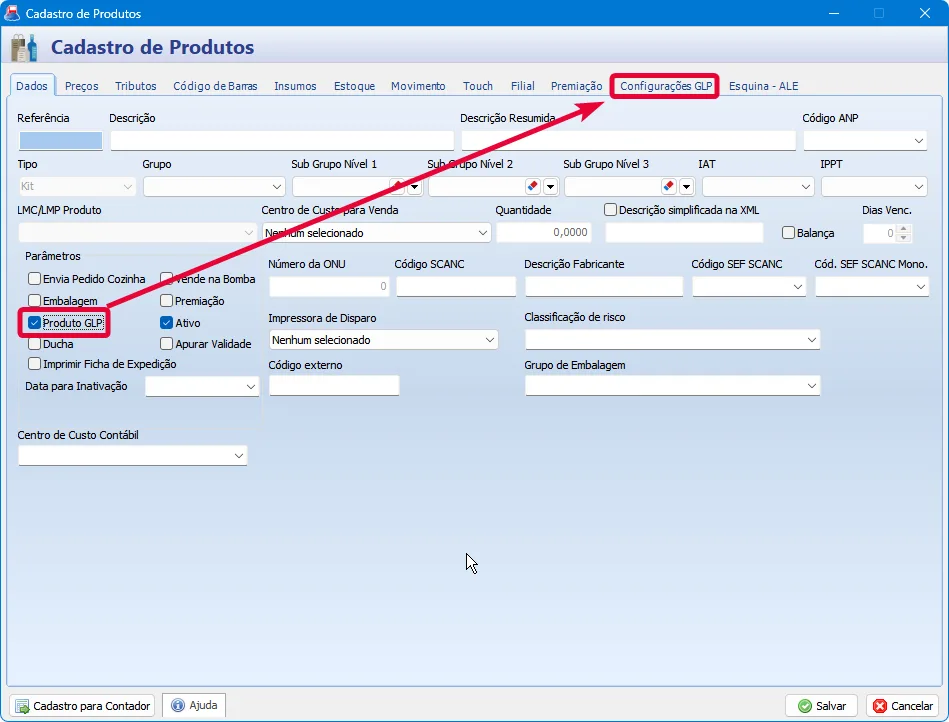 Cadastro de Produtos
Cadastro de Produtos
Dados Preços Tributos Código de Barras Insumos Estoque Movimento Touch Filial Premiação Configurações GLP Esquina - ALE
Referência Descrição Descrição Resumida Código ANP
Tipo Grupo Sub Grupo Nível 1 Sub Grupo Nível 2 Sub Grupo Nível 3 IAT IPPT
Kit
LMC/LMP Produto Centro de Custo para Venda Quantidade Descrição simplificada na XML Dias Venc.
Nenhum selecionado 0,0000 Balança 0
Parâmetros
Número da ONU Código SCANC Descrição Fabricante Código SEF SCANC Cód. SEF SCANC Mono.
Envia Pedido Cozinha Vende na Bomba
0
Embalagem Premiação
Produto GLP Ativo
Impressora de Disparo Classificação de risco
Ducha Apurar Validade
Nenhum selecionado
Imprimir Ficha de Expedição
Código externo Grupo de Embalagem
Data para Inativação
Centro de Custo Contábil
Cadastro para Contador Ajuda Salvar Cancelar